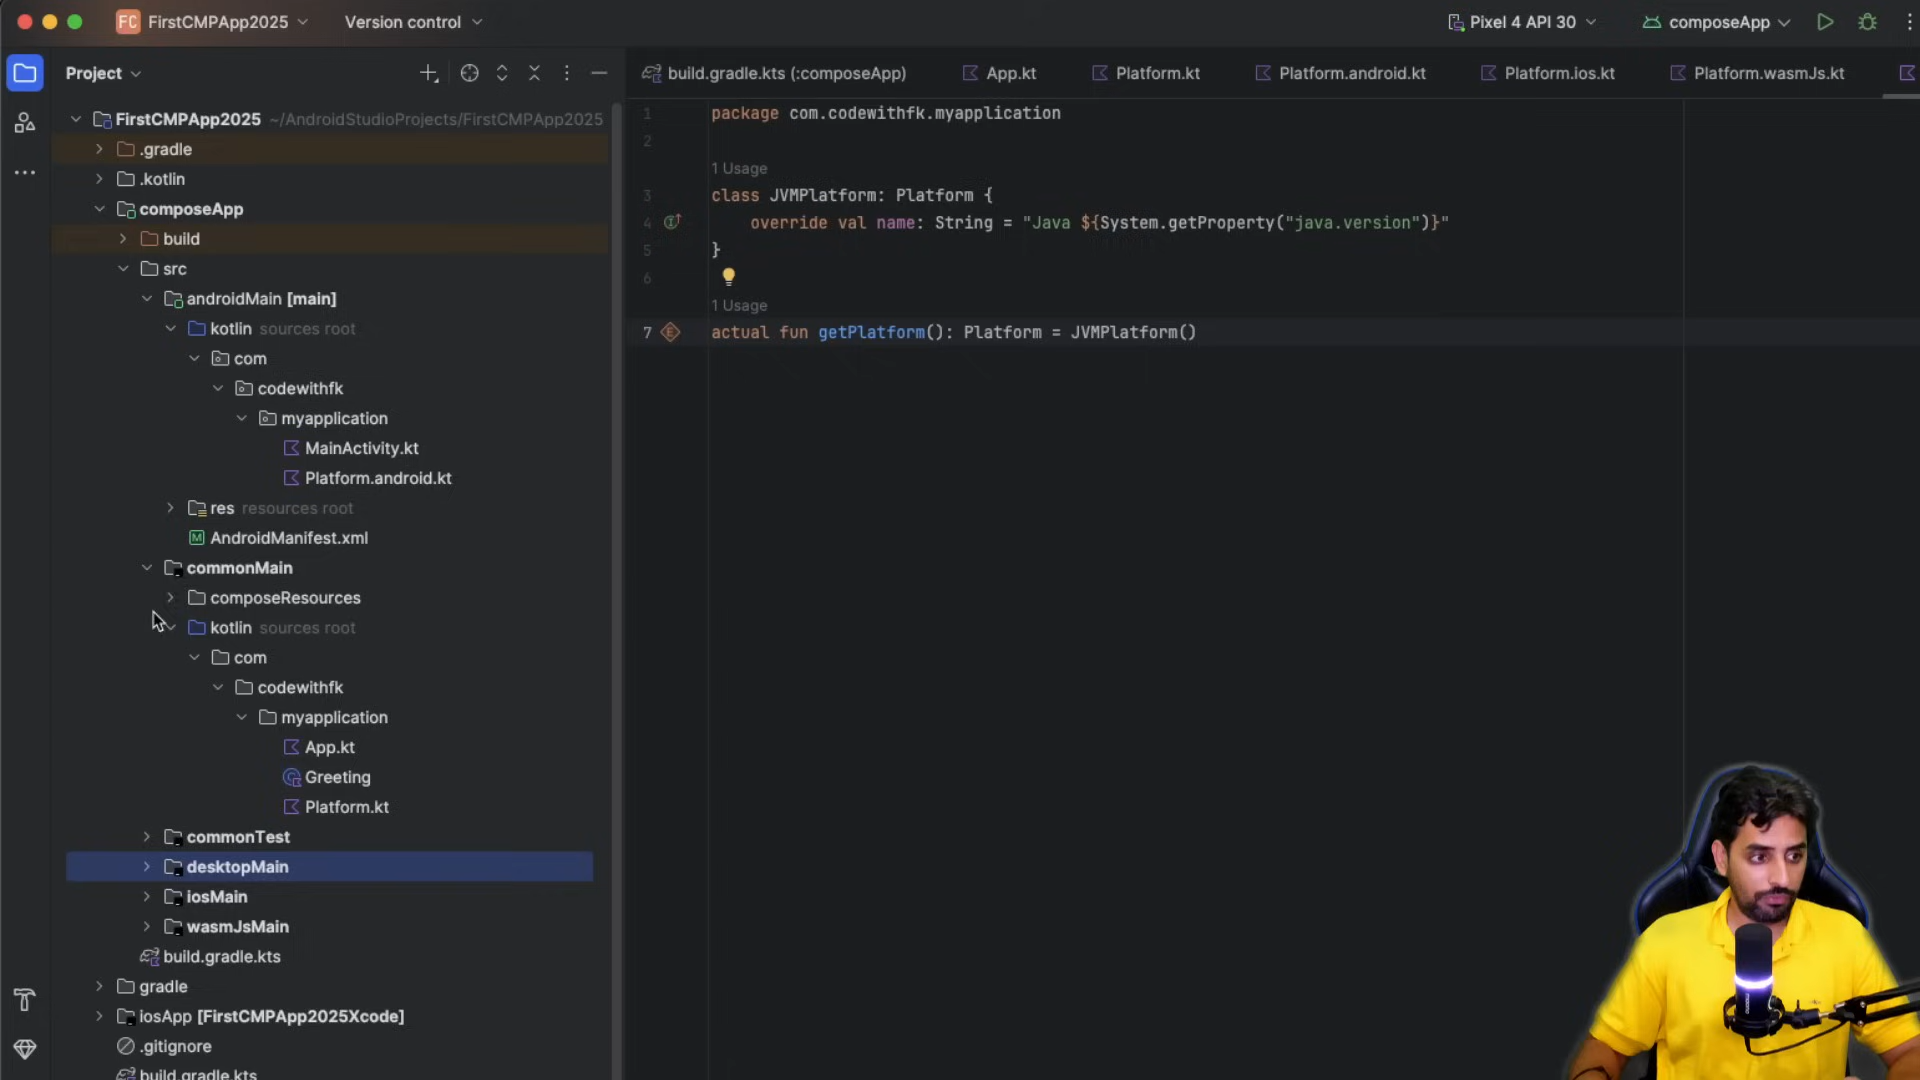 FC FirstCMPApp2025 Version control Pixel 4 API 30 composeApp
Project
build.gradle.kts (:composeApp) App.kt Platform.kt Platform.android.kt Platform.ios.kt Platform.wasmJs.kt
FirstCMPApp2025 ~/AndroidStudioProjects/FirstCMPApp2025
.gradle
.kotlin
composeApp
build
src
androidMain [main]
kotlin sources root
com
codewithfk
myapplication
MainActivity.kt
Platform.android.kt
res resources root
AndroidManifest.xml
commonMain
composeResources
kotlin sources root
com
codewithfk
myapplication
App.kt
Greeting
Platform.kt
commonTest
desktopMain
iosMain
wasmJsMain
build.gradle.kts
gradle
iosApp [FirstCMPApp2025Xcode]
.gitignore
build.gradle.kts
1 package com.codewithfk.myapplication
2
1 Usage
3 class JVMPlatform: Platform {
4 override val name: String = "Java ${System.getProperty("java.version")}"
5 }
6
1 Usage
7 actual fun getPlatform(): Platform = JVMPlatform()